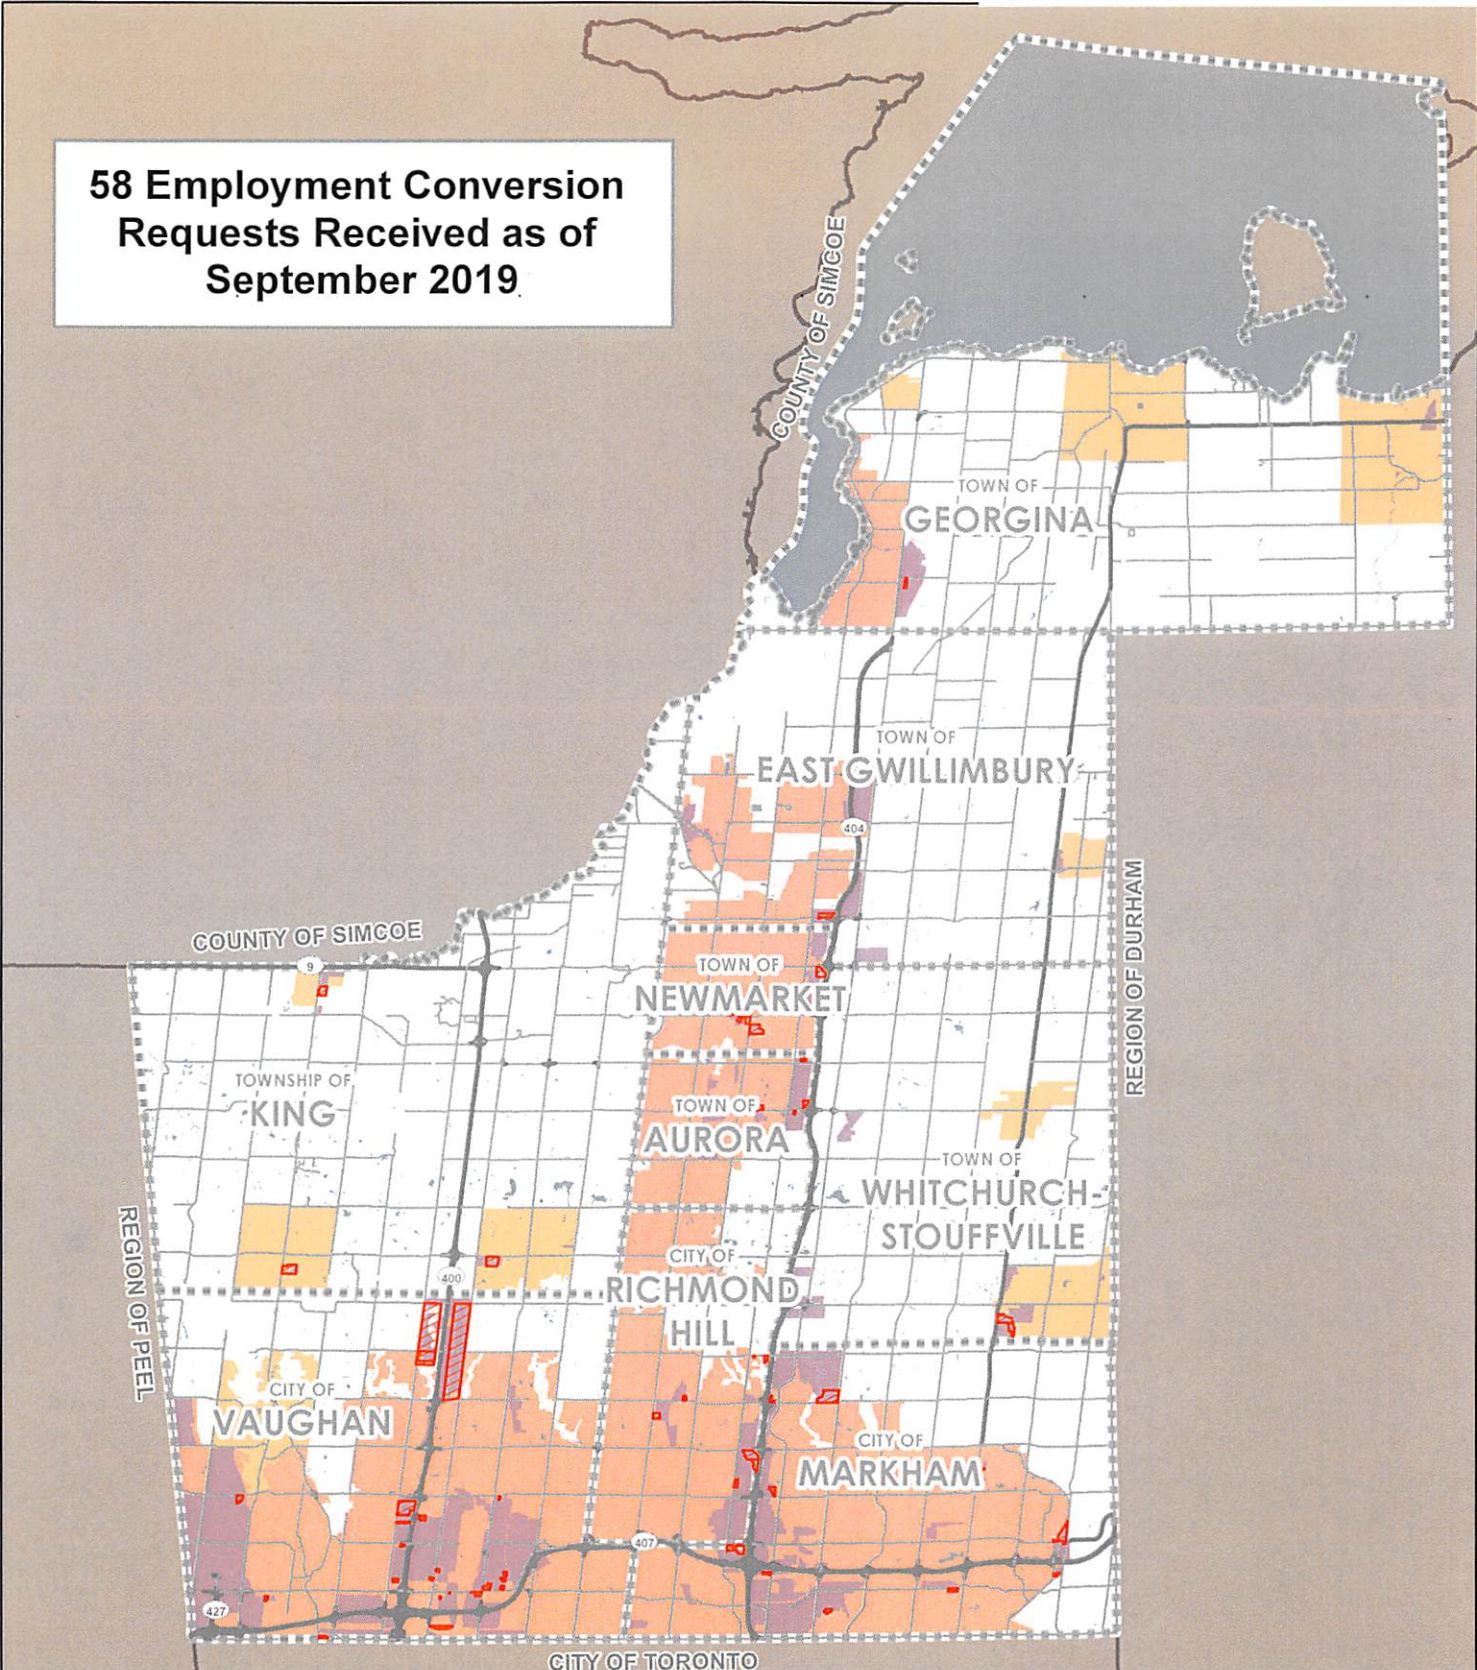 58 Employment Conversion
Requests Received as of
September 2019
COUNTY OF SIMCOE
TOWN OF
GEORGINA
TOWN OF
EAST GWILLIMBURY
404
REGION OF DURHAM
COUNTY OF SIMCOE
9
TOWN OF
NEWMARKET
TOWNSHIP OF
KING
TOWN OF
AURORA
TOWN OF
WHITCHURCH-
STOUFFVILLE
REGION OF PEEL
CITY OF
RICHMOND
HILL
400
CITY OF
VAUGHAN
CITY OF
MARKHAM
407
427
CITY OF TORONTO